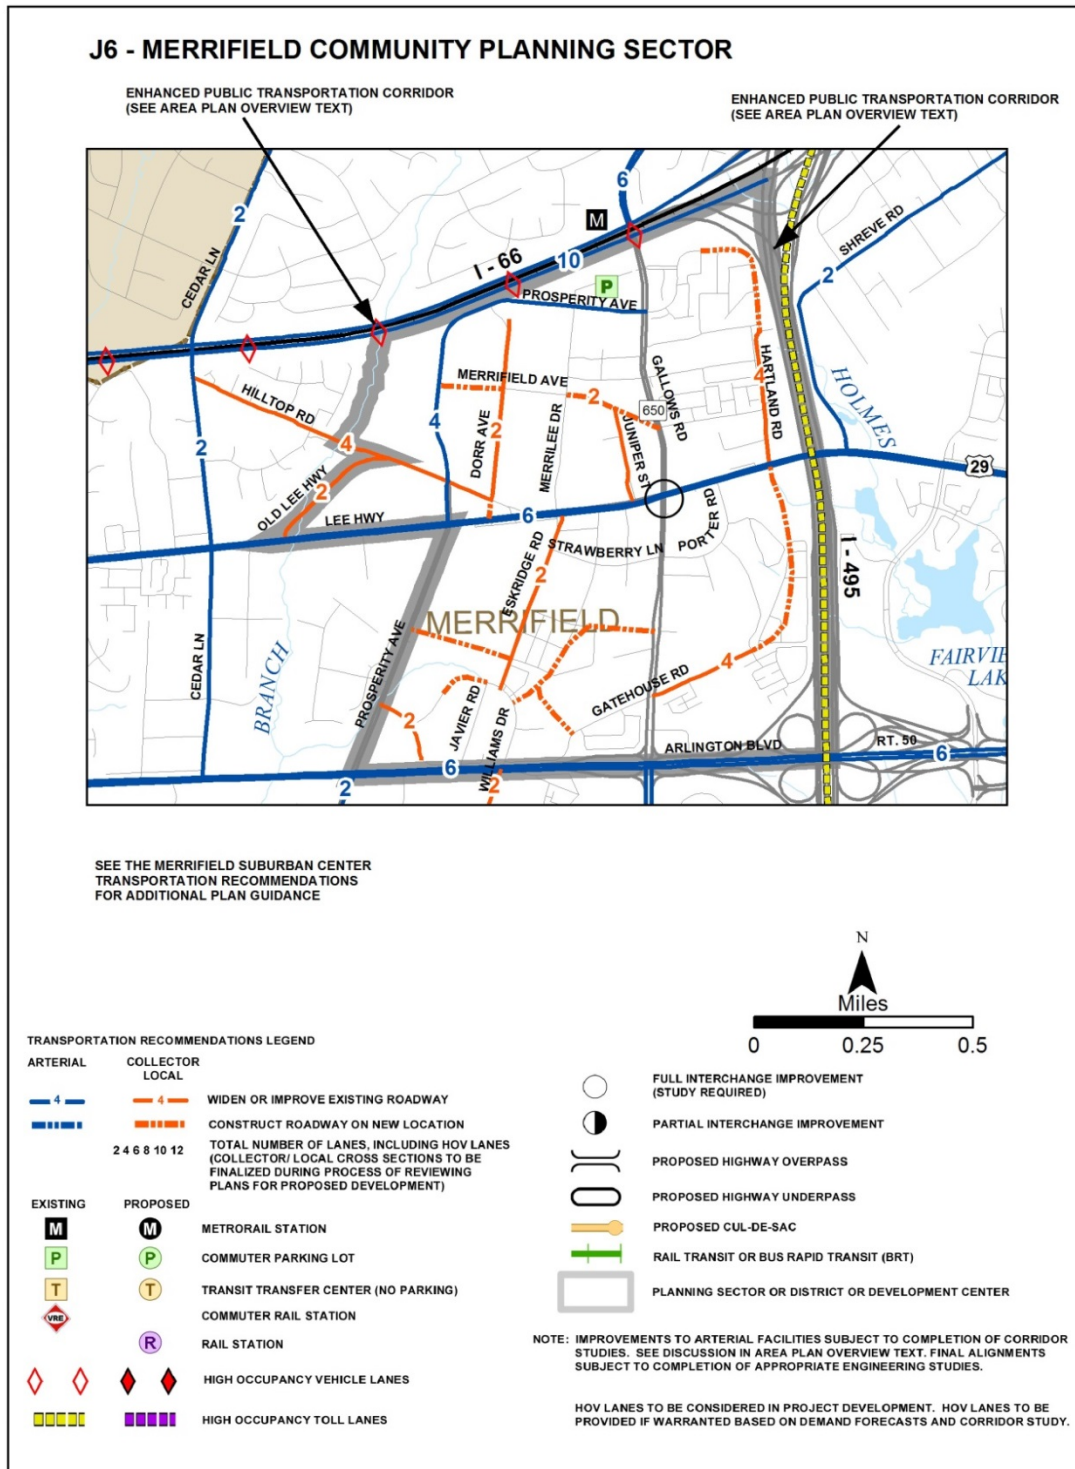 J6 - MERRIFIELD COMMUNITY PLANNING SECTOR
ENHANCED PUBLIC TRANSPORTATION CORRIDOR
(SEE AREA PLAN OVERVIEW TEXT)
ENHANCED PUBLIC TRANSPORTATION CORRIDOR
(SEE AREA PLAN OVERVIEW TEXT)
6
2
M
CEDAR LN
SHREVE RD
I - 66
10
2
P
PROSPERITY AVE
HOLMES
MERRIFIELD AVE
GALLOWS RD
HARTLAND RD
4
HILLTOP RD
2
650
4
DORR AVE
MERRILEE DR
JUNIPER ST
2
2
4
29
OLD LEE HWY
2
LEE HWY
6
PORTER RD
STRAWBERRY LN
I - 495
ESKRIDGE RD
2
MERRIFIELD
CEDAR LN
BRANCH
PROSPERITY AVE
FAIRVIE
LAK
4
GATEHOUSE RD
JAVIER RD
2
WILLIAMS DR
ARLINGTON BLVD
RT. 50
6
6
2
2
SEE THE MERRIFIELD SUBURBAN CENTER
TRANSPORTATION RECOMMENDATIONS
FOR ADDITIONAL PLAN GUIDANCE
N
Miles
0 0.25 0.5
TRANSPORTATION RECOMMENDATIONS LEGEND
ARTERIAL COLLECTOR
LOCAL
4 4 WIDEN OR IMPROVE EXISTING ROADWAY
CONSTRUCT ROADWAY ON NEW LOCATION
2 4 6 8 10 12 TOTAL NUMBER OF LANES, INCLUDING HOV LANES
(COLLECTOR/ LOCAL CROSS SECTIONS TO BE
FINALIZED DURING PROCESS OF REVIEWING
PLANS FOR PROPOSED DEVELOPMENT)
EXISTING PROPOSED
M M METRORAIL STATION
P P COMMUTER PARKING LOT
T T TRANSIT TRANSFER CENTER (NO PARKING)
VRE COMMUTER RAIL STATION
R RAIL STATION
HIGH OCCUPANCY VEHICLE LANES
HIGH OCCUPANCY TOLL LANES
FULL INTERCHANGE IMPROVEMENT
(STUDY REQUIRED)
PARTIAL INTERCHANGE IMPROVEMENT
PROPOSED HIGHWAY OVERPASS
PROPOSED HIGHWAY UNDERPASS
PROPOSED CUL-DE-SAC
RAIL TRANSIT OR BUS RAPID TRANSIT (BRT)
PLANNING SECTOR OR DISTRICT OR DEVELOPMENT CENTER
NOTE: IMPROVEMENTS TO ARTERIAL FACILITIES SUBJECT TO COMPLETION OF CORRIDOR
STUDIES. SEE DISCUSSION IN AREA PLAN OVERVIEW TEXT. FINAL ALIGNMENTS
SUBJECT TO COMPLETION OF APPROPRIATE ENGINEERING STUDIES.
HOV LANES TO BE CONSIDERED IN PROJECT DEVELOPMENT. HOV LANES TO BE
PROVIDED IF WARRANTED BASED ON DEMAND FORECASTS AND CORRIDOR STUDY.